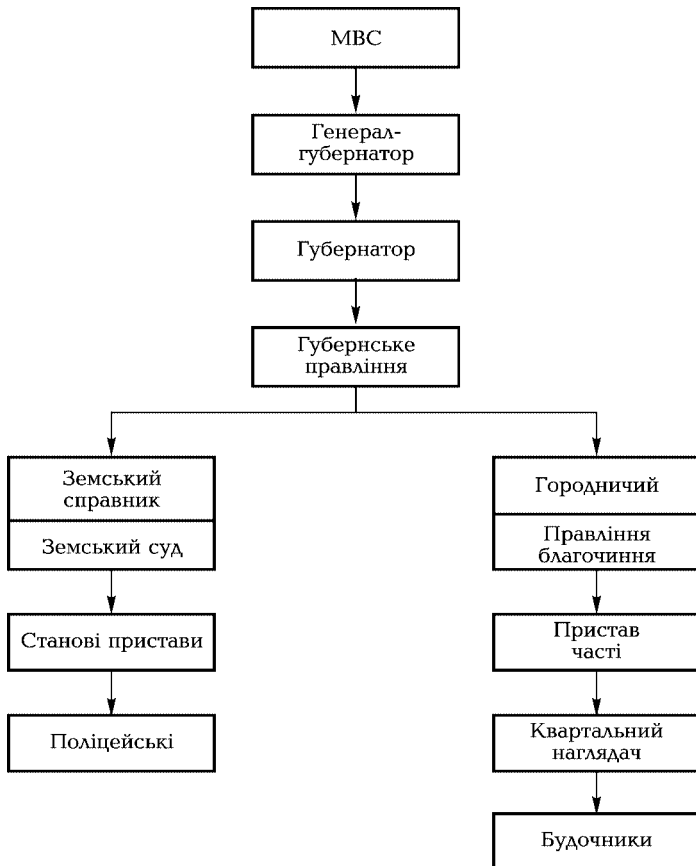 МВС
Генерал-
губернатор
Губернатор
Губернське
правління
Земський
справник
Земський суд
Станові пристави
Поліцейські
Городничий
Правління
благочиння
Пристав
часті
Квартальний
наглядач
Будочники